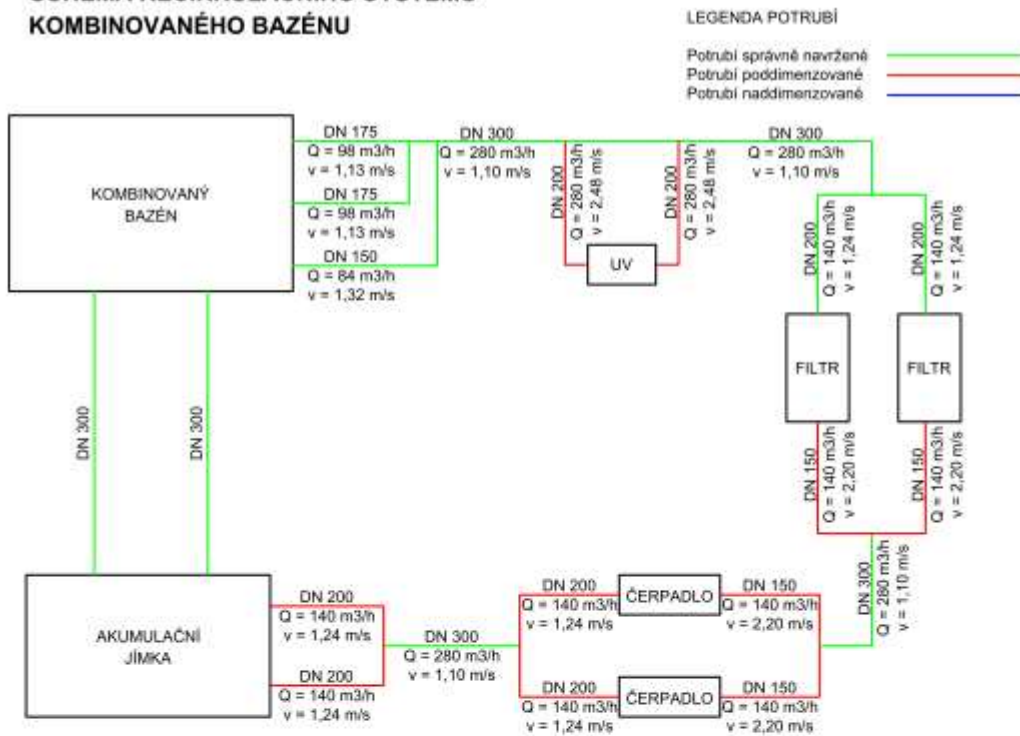 KOMBINOVANÉHO BAZÉNU
LEGENDA POTRUBÍ
Potrubí správně navržené
Potrubí poddimenzované
Potrubí naddimenzované
KOMBINOVANÝ
BAZÉN
DN 175
Q = 98 m3/h
v = 1,13 m/s
DN 175
Q = 98 m3/h
v = 1,13 m/s
DN 150
Q = 84 m3/h
v = 1,32 m/s
DN 300
Q = 280 m3/h
v = 1,10 m/s
DN 200
Q = 280 m3/h
v = 2,48 m/s
UV
DN 200
Q = 280 m3/h
v = 2,48 m/s
DN 300
Q = 280 m3/h
v = 1,10 m/s
DN 200
Q = 140 m3/h
v = 1,24 m/s
DN 200
Q = 140 m3/h
v = 1,24 m/s
FILTR
FILTR
DN 150
Q = 140 m3/h
v = 2,20 m/s
DN 150
Q = 140 m3/h
v = 2,20 m/s
DN 300
DN 300
DN 300
Q = 280 m3/h
v = 1,10 m/s
AKUMULAČNÍ
JÍMKA
DN 200
Q = 140 m3/h
v = 1,24 m/s
DN 200
Q = 140 m3/h
v = 1,24 m/s
DN 300
Q = 280 m3/h
v = 1,10 m/s
DN 200
Q = 140 m3/h
v = 1,24 m/s
ČERPADLO
DN 150
Q = 140 m3/h
v = 2,20 m/s
DN 200
Q = 140 m3/h
v = 1,24 m/s
ČERPADLO
DN 150
Q = 140 m3/h
v = 2,20 m/s